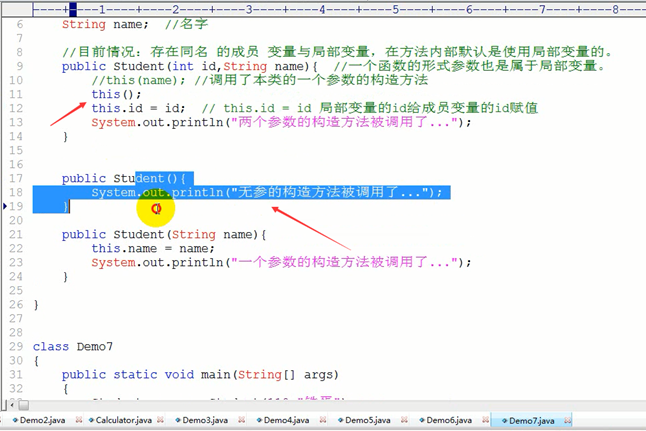 ----+----1----+----2----+----3----+----4----+----5----+----6----+----7----+----8-
6 String name; //名字
7
8 //目前情况：存在同名 的成员 变量与局部变量，在方法内部默认是使用局部变量的。
9 public Student(int id,String name){ //一个函数的形式参数也是属于局部变量。
10 //this(name); //调用了本类的一个参数的构造方法
11 this();
12 this.id = id; // this.id = id 局部变量的id给成员变量的id赋值
13 System.out.println("两个参数的构造方法被调用了...");
14 }
15
16
17 public Student(){
18 System.out.println("无参的构造方法被调用了...");
19 }
20
21 public Student(String name){
22 this.name = name;
23 System.out.println("一个参数的构造方法被调用了...");
24 }
25
26 }
27
28
29 class Demo7
30 {
31 public static void main(String[] args)
32 {
Demo2.java Calculator.java Demo3.java Demo4.java Demo5.java Demo6.java Demo7.java